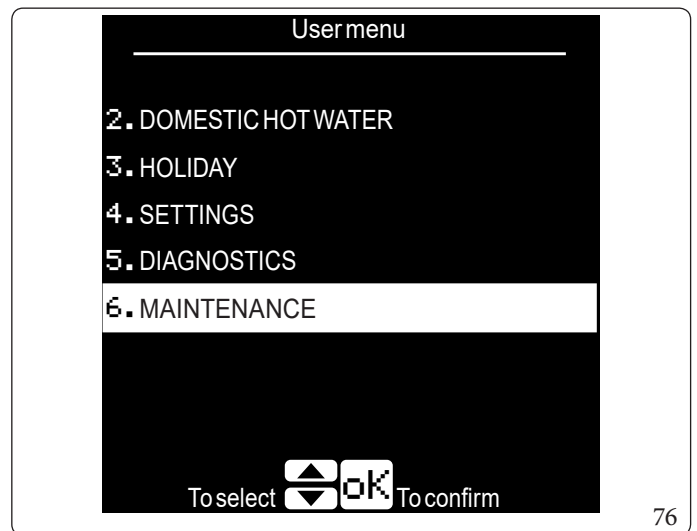 User menu
2. DOMESTIC HOT WATER
3. HOLIDAY
4. SETTINGS
5. DIAGNOSTICS
6. MAINTENANCE
To select oK To confirm
76